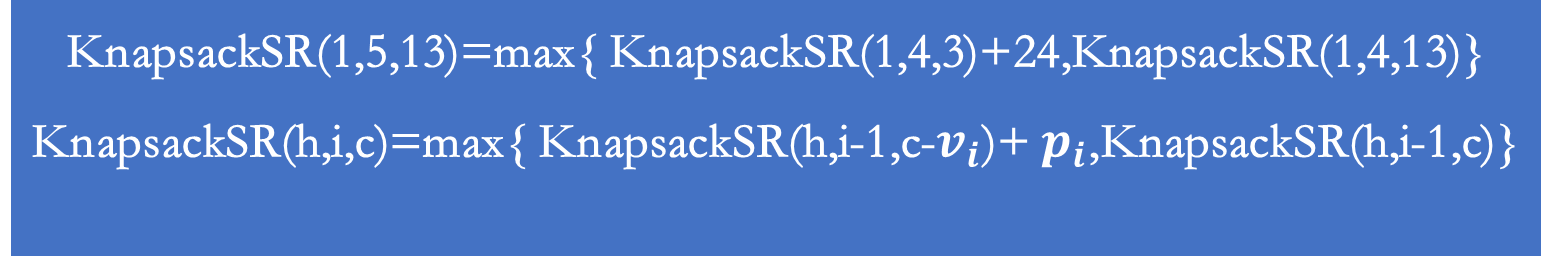 KnapsackSR(1,5,13)=max{ KnapsackSR(1,4,3)+24,KnapsackSR(1,4,13)}
KnapsackSR(h,i,c)=max{ KnapsackSR(h,i-1,c-𝒗𝒊)+ 𝒑𝒊,KnapsackSR(h,i-1,c)}